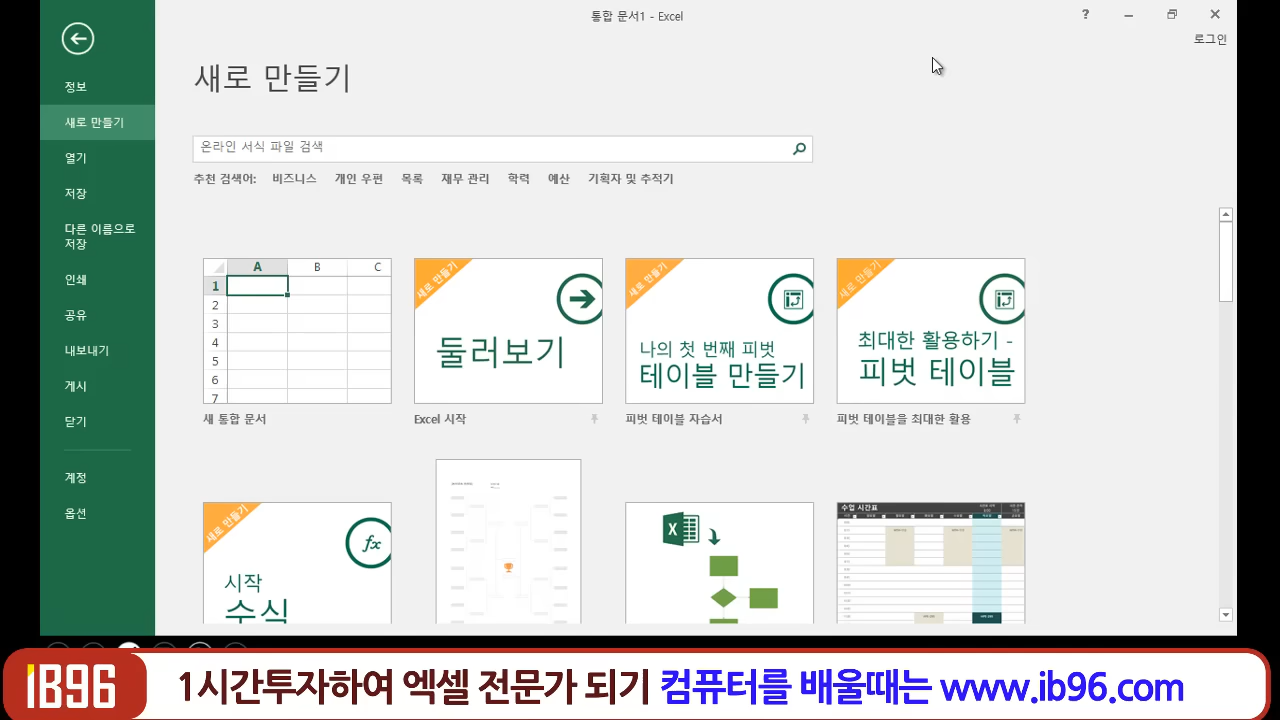 통합 문서1 - Excel
?
로그인
정보
새로 만들기
열기
저장
다른 이름으로
저장
인쇄
공유
내보내기
게시
닫기
계정
옵션
새로 만들기
온라인 서식 파일 검색
추천 검색어: 비즈니스 개인 우편 목록 재무 관리 학력 예산 기획자 및 추적기
A B C
1
2
3
4
5
6
7
새 통합 문서
새로 만들기
둘러보기
Excel 시작
새로 만들기
나의 첫 번째 피벗
테이블 만들기
피벗 테이블 자습서
새로 만들기
최대한 활용하기 -
피벗 테이블
피벗 테이블을 최대한 활용
새로 만들기
fx
시작
수식
X
수업 시간표
IB96
1시간투자하여 엑셀 전문가 되기 컴퓨터를 배울때는 www.ib96.com